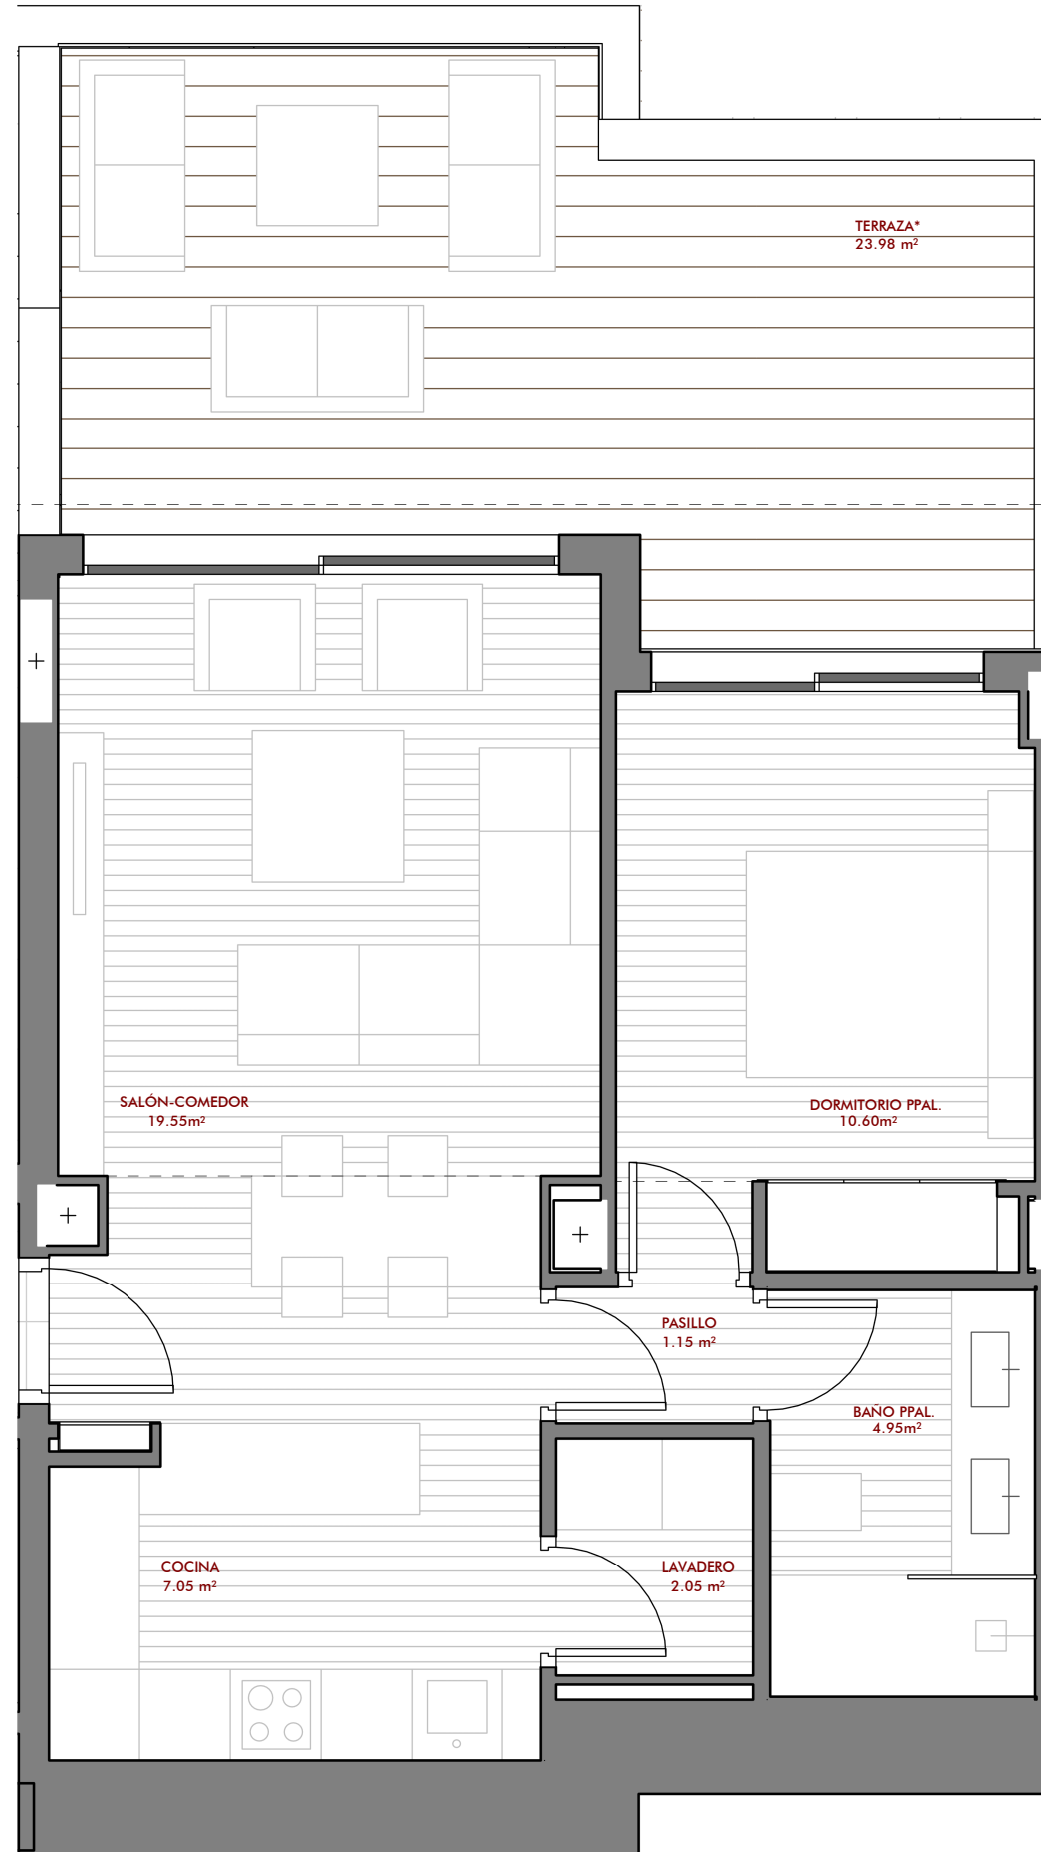 TERRAZA*
23.98 m²
SALÓN-COMEDOR
19.55m²
DORMITORIO PPAL.
10.60m²
PASILLO
1.15 m²
BAÑO PPAL.
4.95m²
COCINA
7.05 m²
LAVADERO
2.05 m²